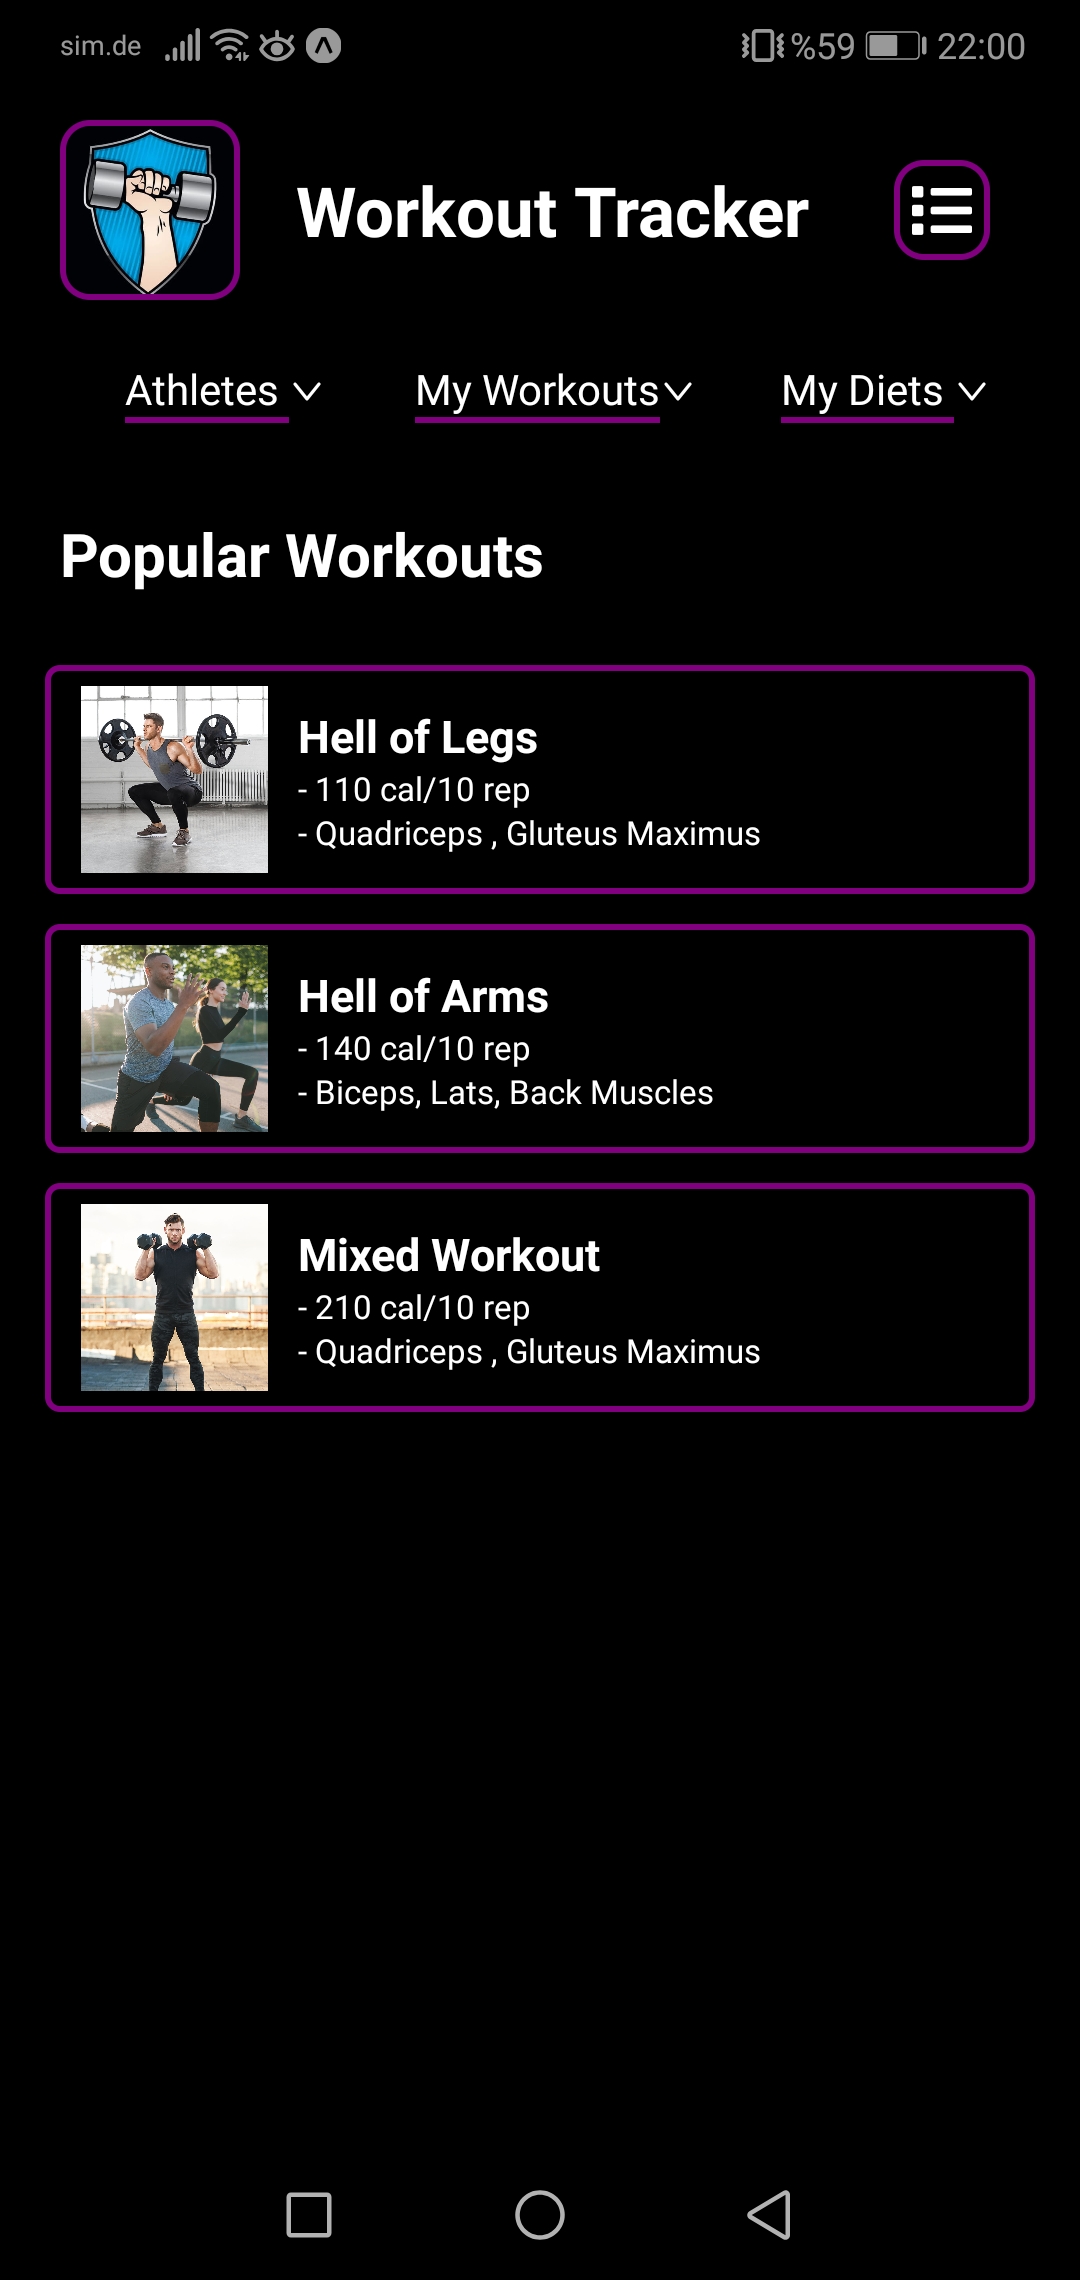 sim.de %59 22:00
Workout Tracker
Athletes My Workouts My Diets
Popular Workouts
Hell of Legs
- 110 cal/10 rep
- Quadriceps , Gluteus Maximus
Hell of Arms
- 140 cal/10 rep
- Biceps, Lats, Back Muscles
Mixed Workout
- 210 cal/10 rep
- Quadriceps , Gluteus Maximus